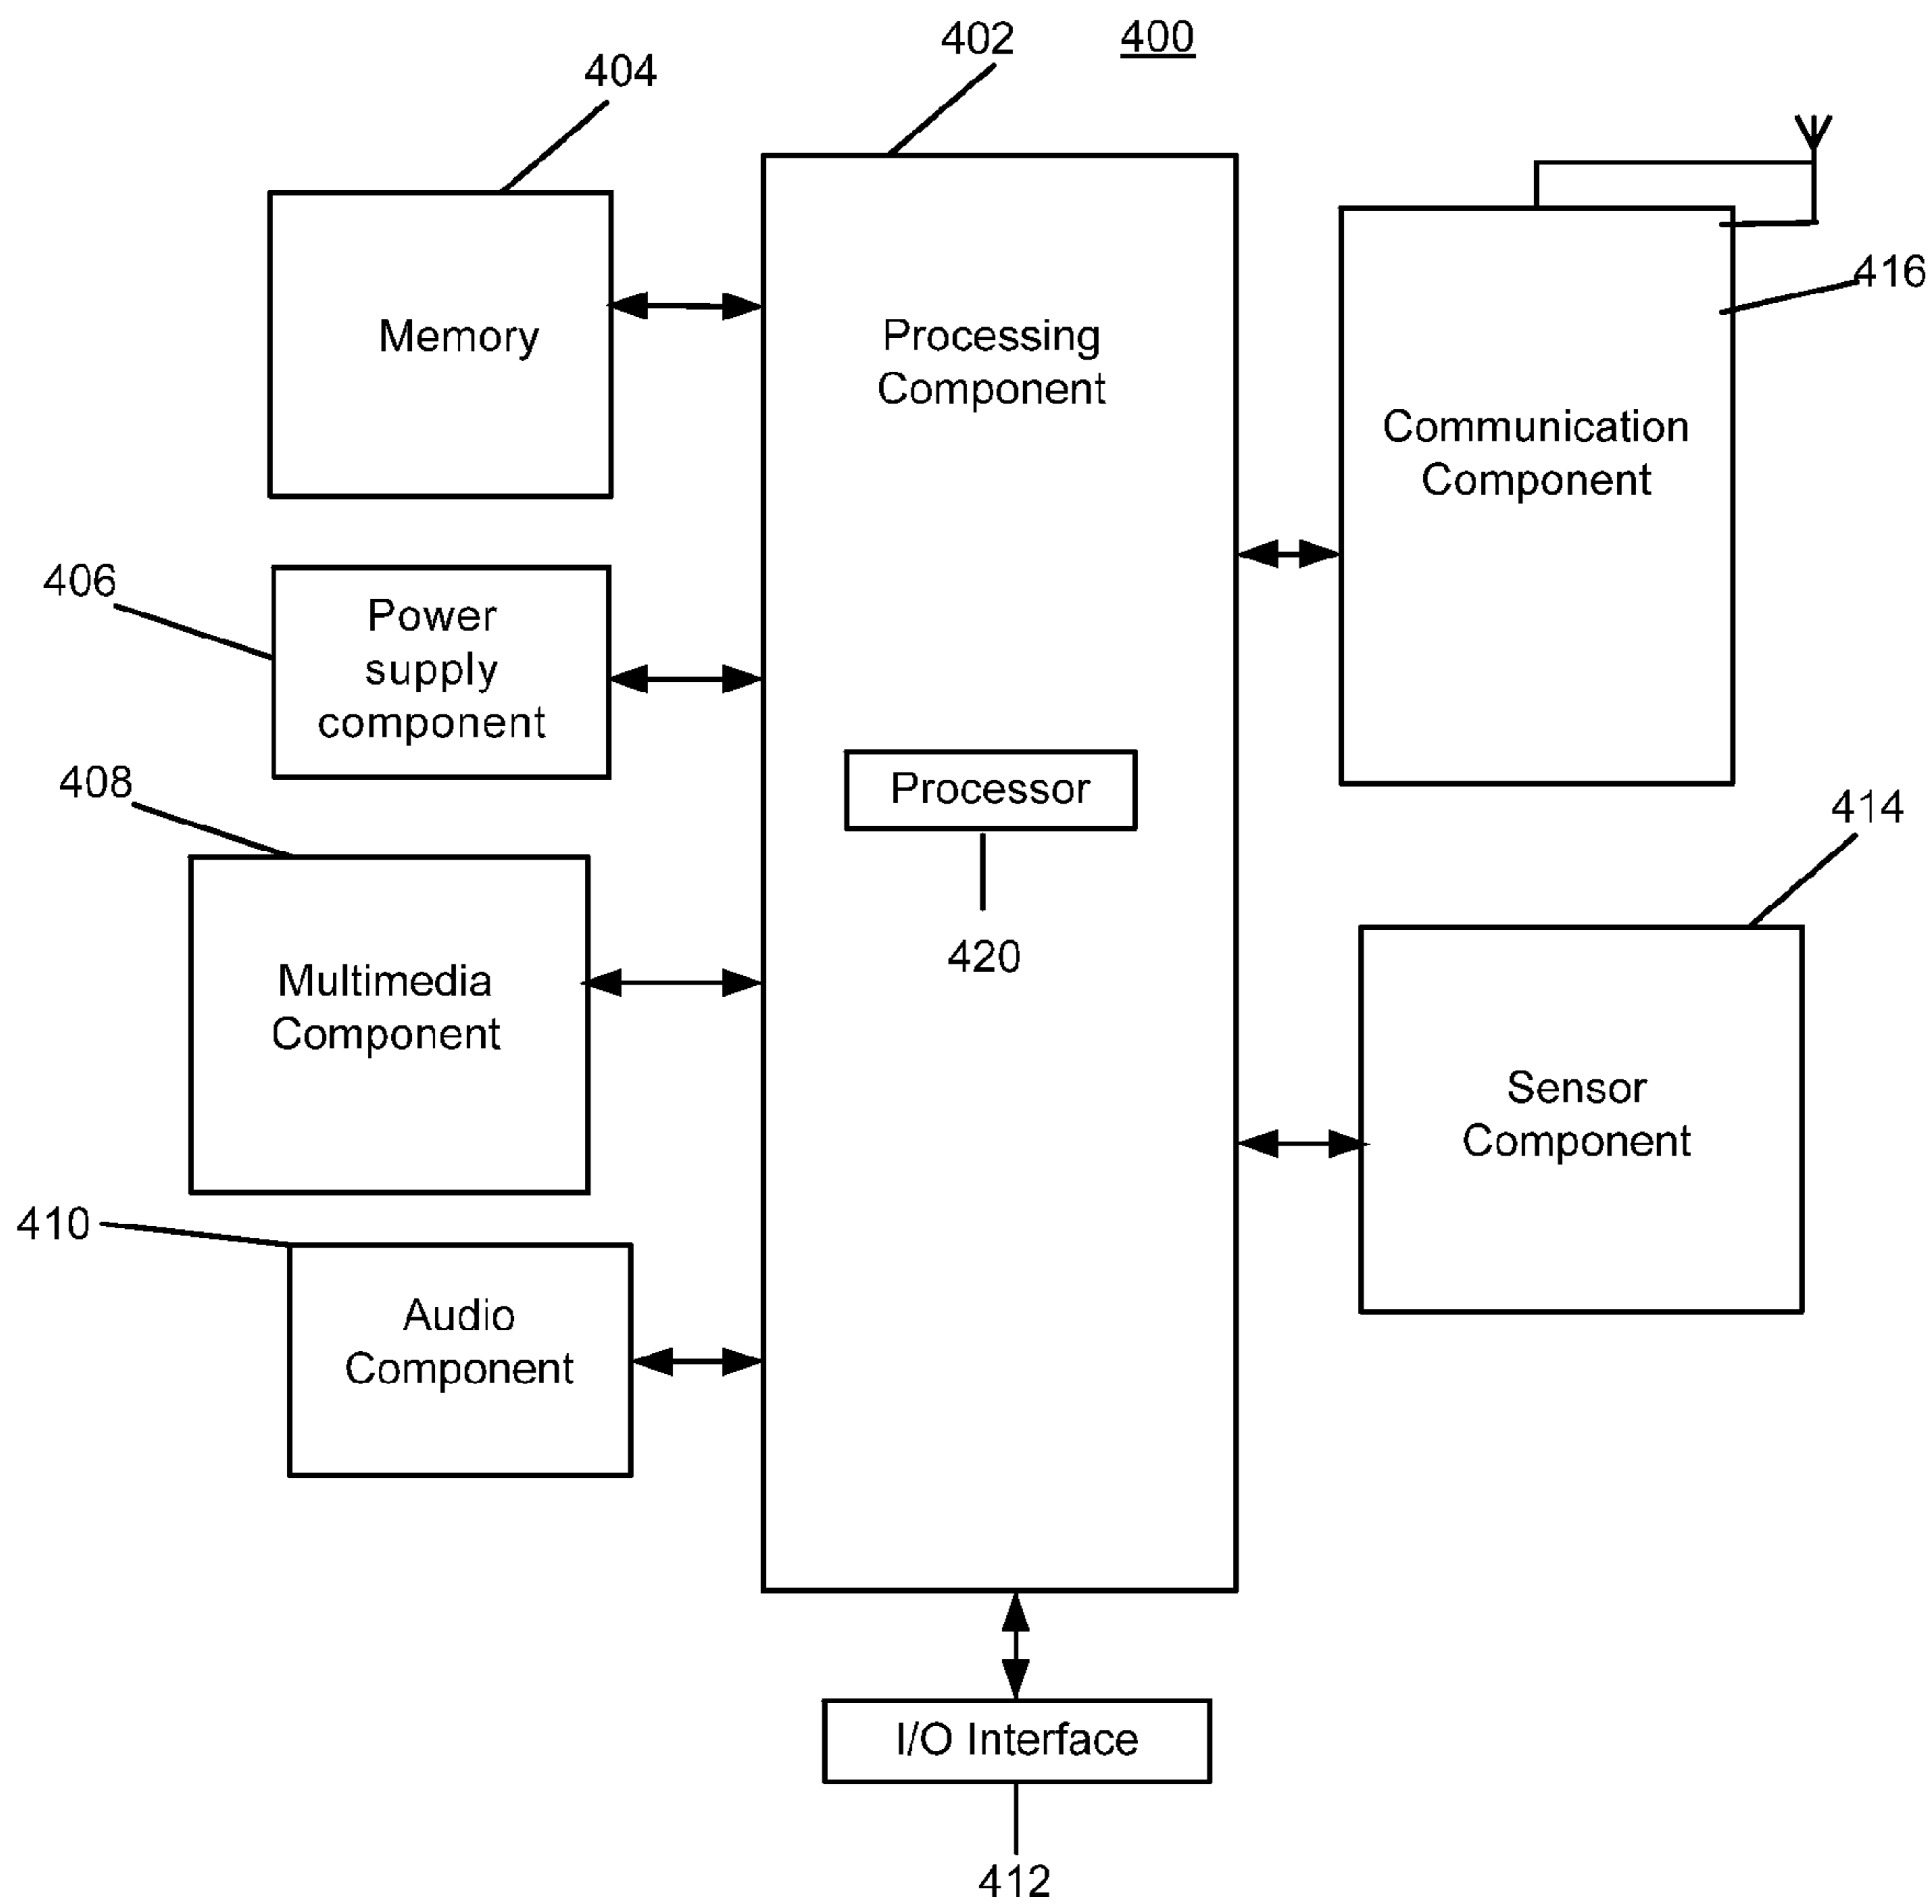 402
400
404
416
Memory
Processing
Component
Communication
Component
406
Power
supply
component
408
Processor
414
420
Multimedia
Component
Sensor
Component
410
Audio
Component
I/O Interface
412